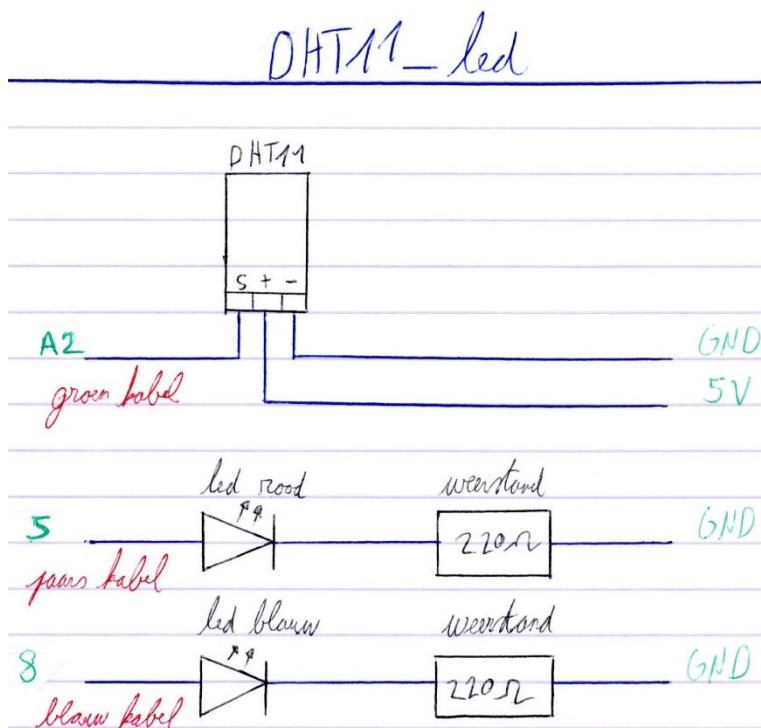 DHT11_led
DHT11
S + -
A2 GND
groen kabel 5V
led rood weerstand
5 220Ω GND
paars kabel
led blauw weerstand
8 220Ω GND
blauw kabel